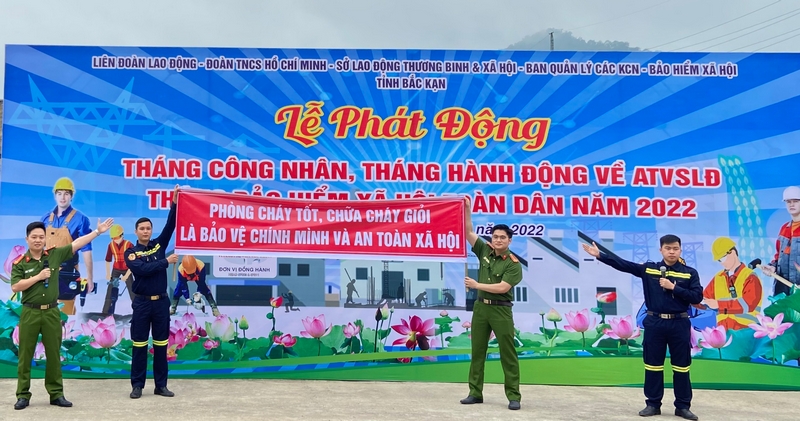 LIÊN ĐOÀN LAO ĐỘNG - ĐOÀN TNCS HỒ CHÍ MINH - SỞ LAO ĐỘNG THƯƠNG BINH & XÃ HỘI - BAN QUẢN LÝ CÁC KCN - BẢO HIỂM XÃ HỘI
TỈNH BẮC KẠN
Lễ Phát Động
THÁNG CÔNG NHÂN, THÁNG HÀNH ĐỘNG VỀ ATVSLĐ
BẢO HIỂM XÃ DÂN NĂM 2022
PHÒNG CHÁY TỐT, CHỮA CHÁY GIỎI
LÀ BẢO VỆ CHÍNH MÌNH VÀ AN TOÀN XÃ HỘI
2022
ĐƠN VỊ ĐỒNG HÀNH